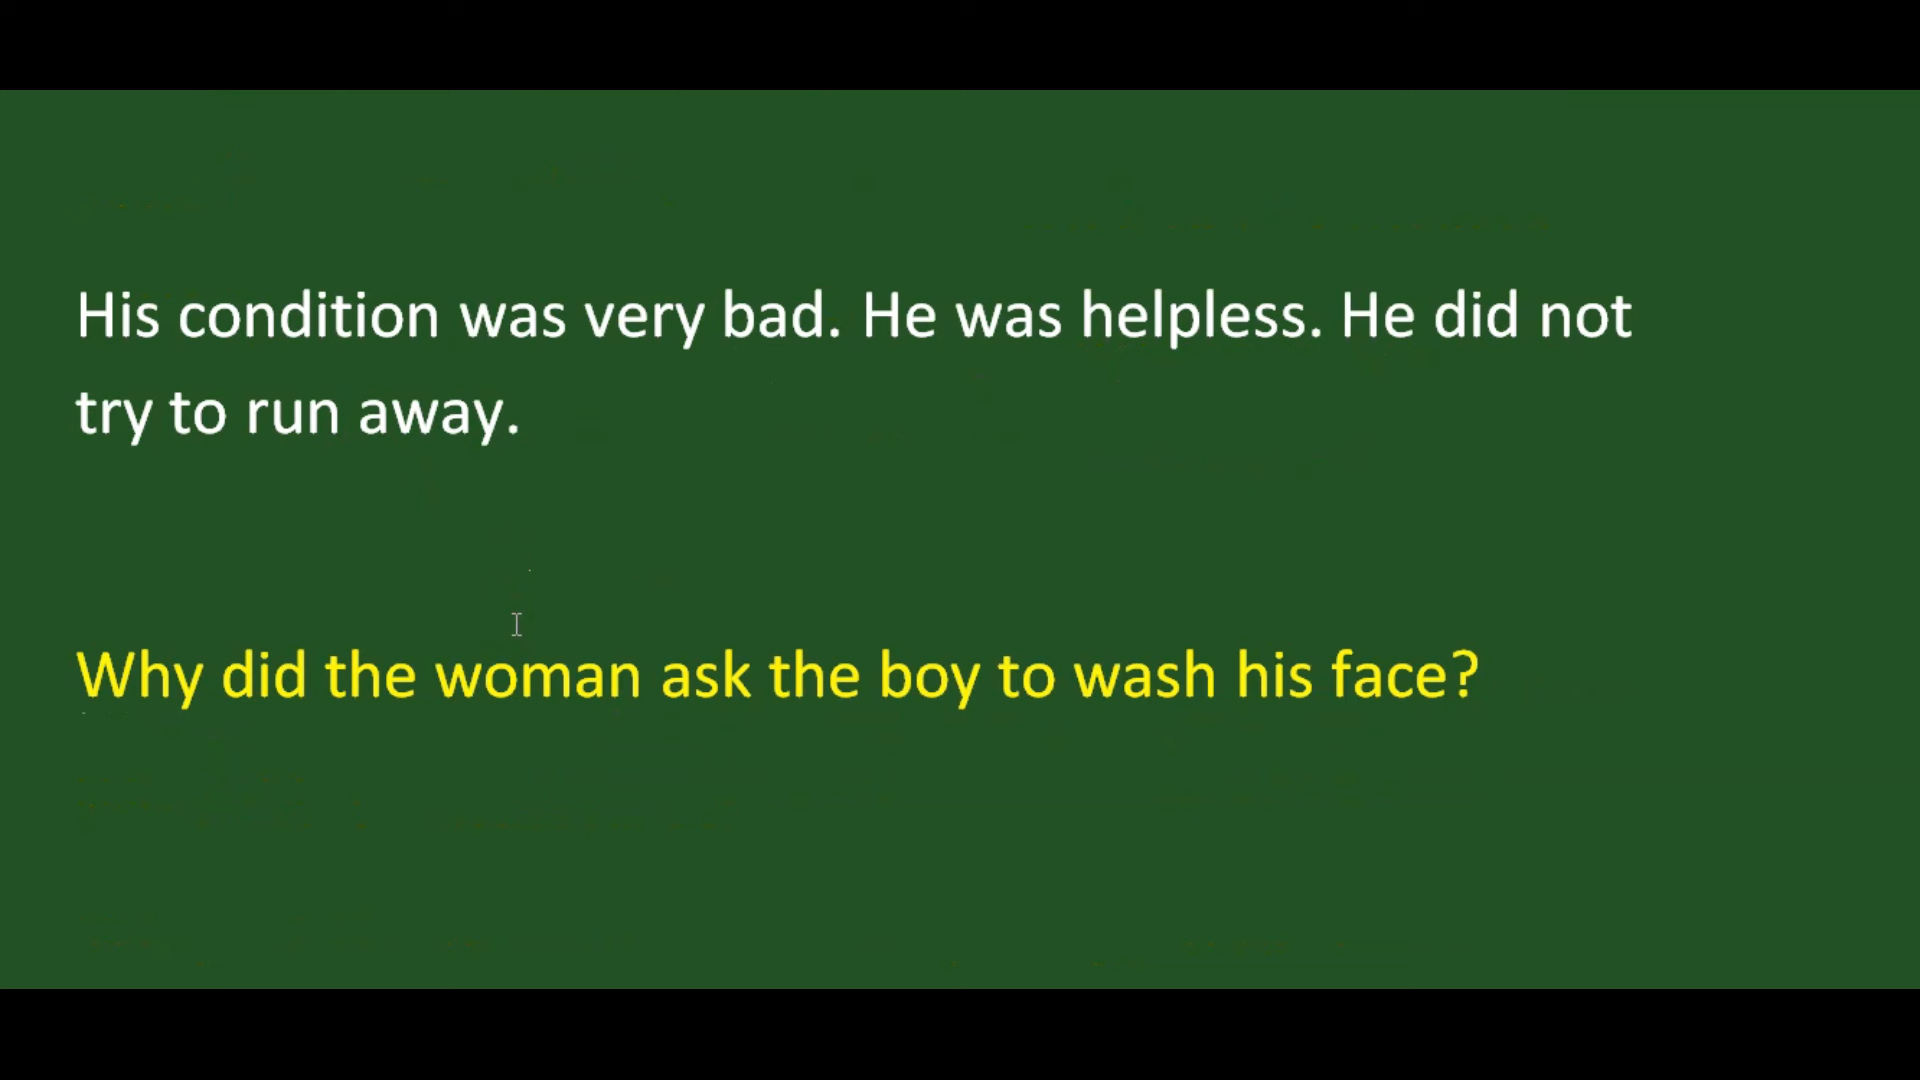 His condition was very bad. He was helpless. He did not
try to run away.
Why did the woman ask the boy to wash his face?